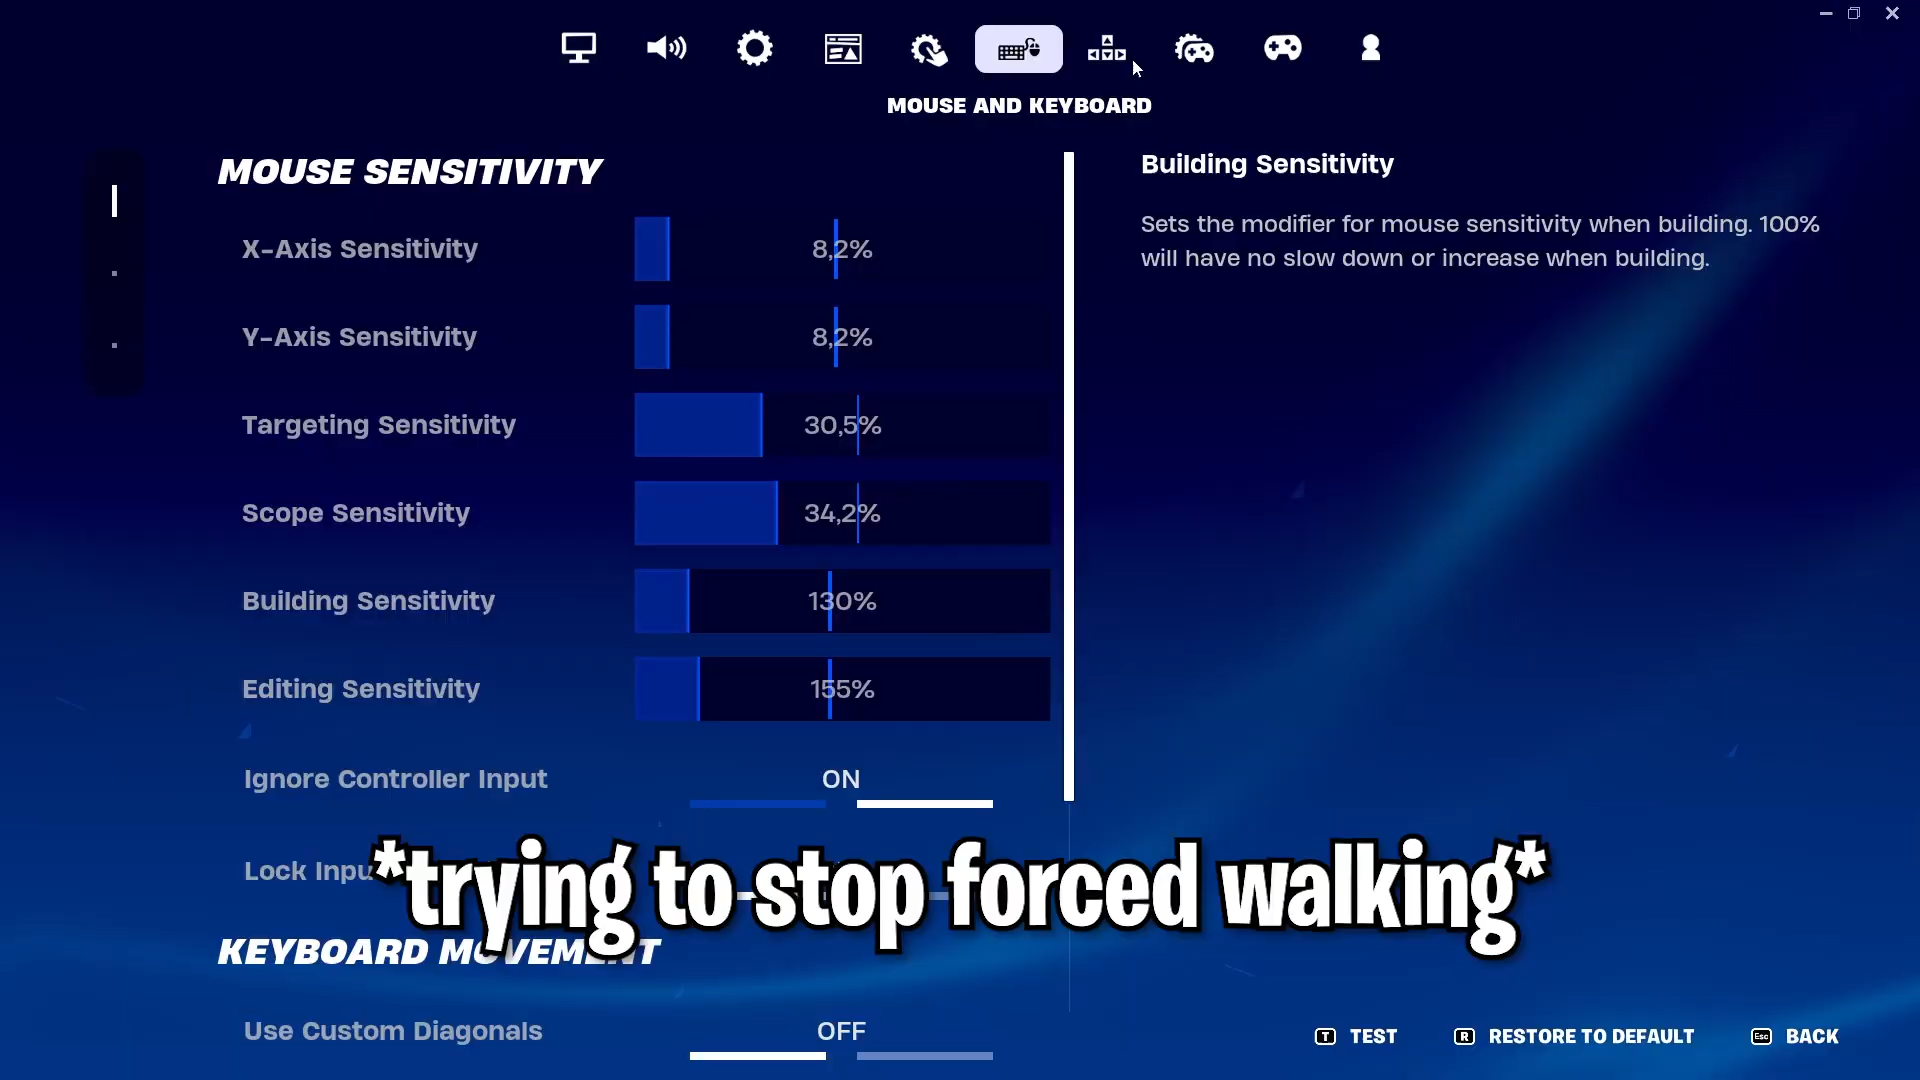 MOUSE AND KEYBOARD
MOUSE SENSITIVITY
X-Axis Sensitivity 8,2%
Y-Axis Sensitivity 8,2%
Targeting Sensitivity 30,5%
Scope Sensitivity 34,2%
Building Sensitivity 130%
Editing Sensitivity 155%
Ignore Controller Input ON
Lock
*trying to stop forced walking*
KEYBOARD MOVEMENT
Use Custom Diagonals OFF
Building Sensitivity
Sets the modifier for mouse sensitivity when building. 100%
will have no slow down or increase when building.
T TEST R RESTORE TO DEFAULT Esc BACK